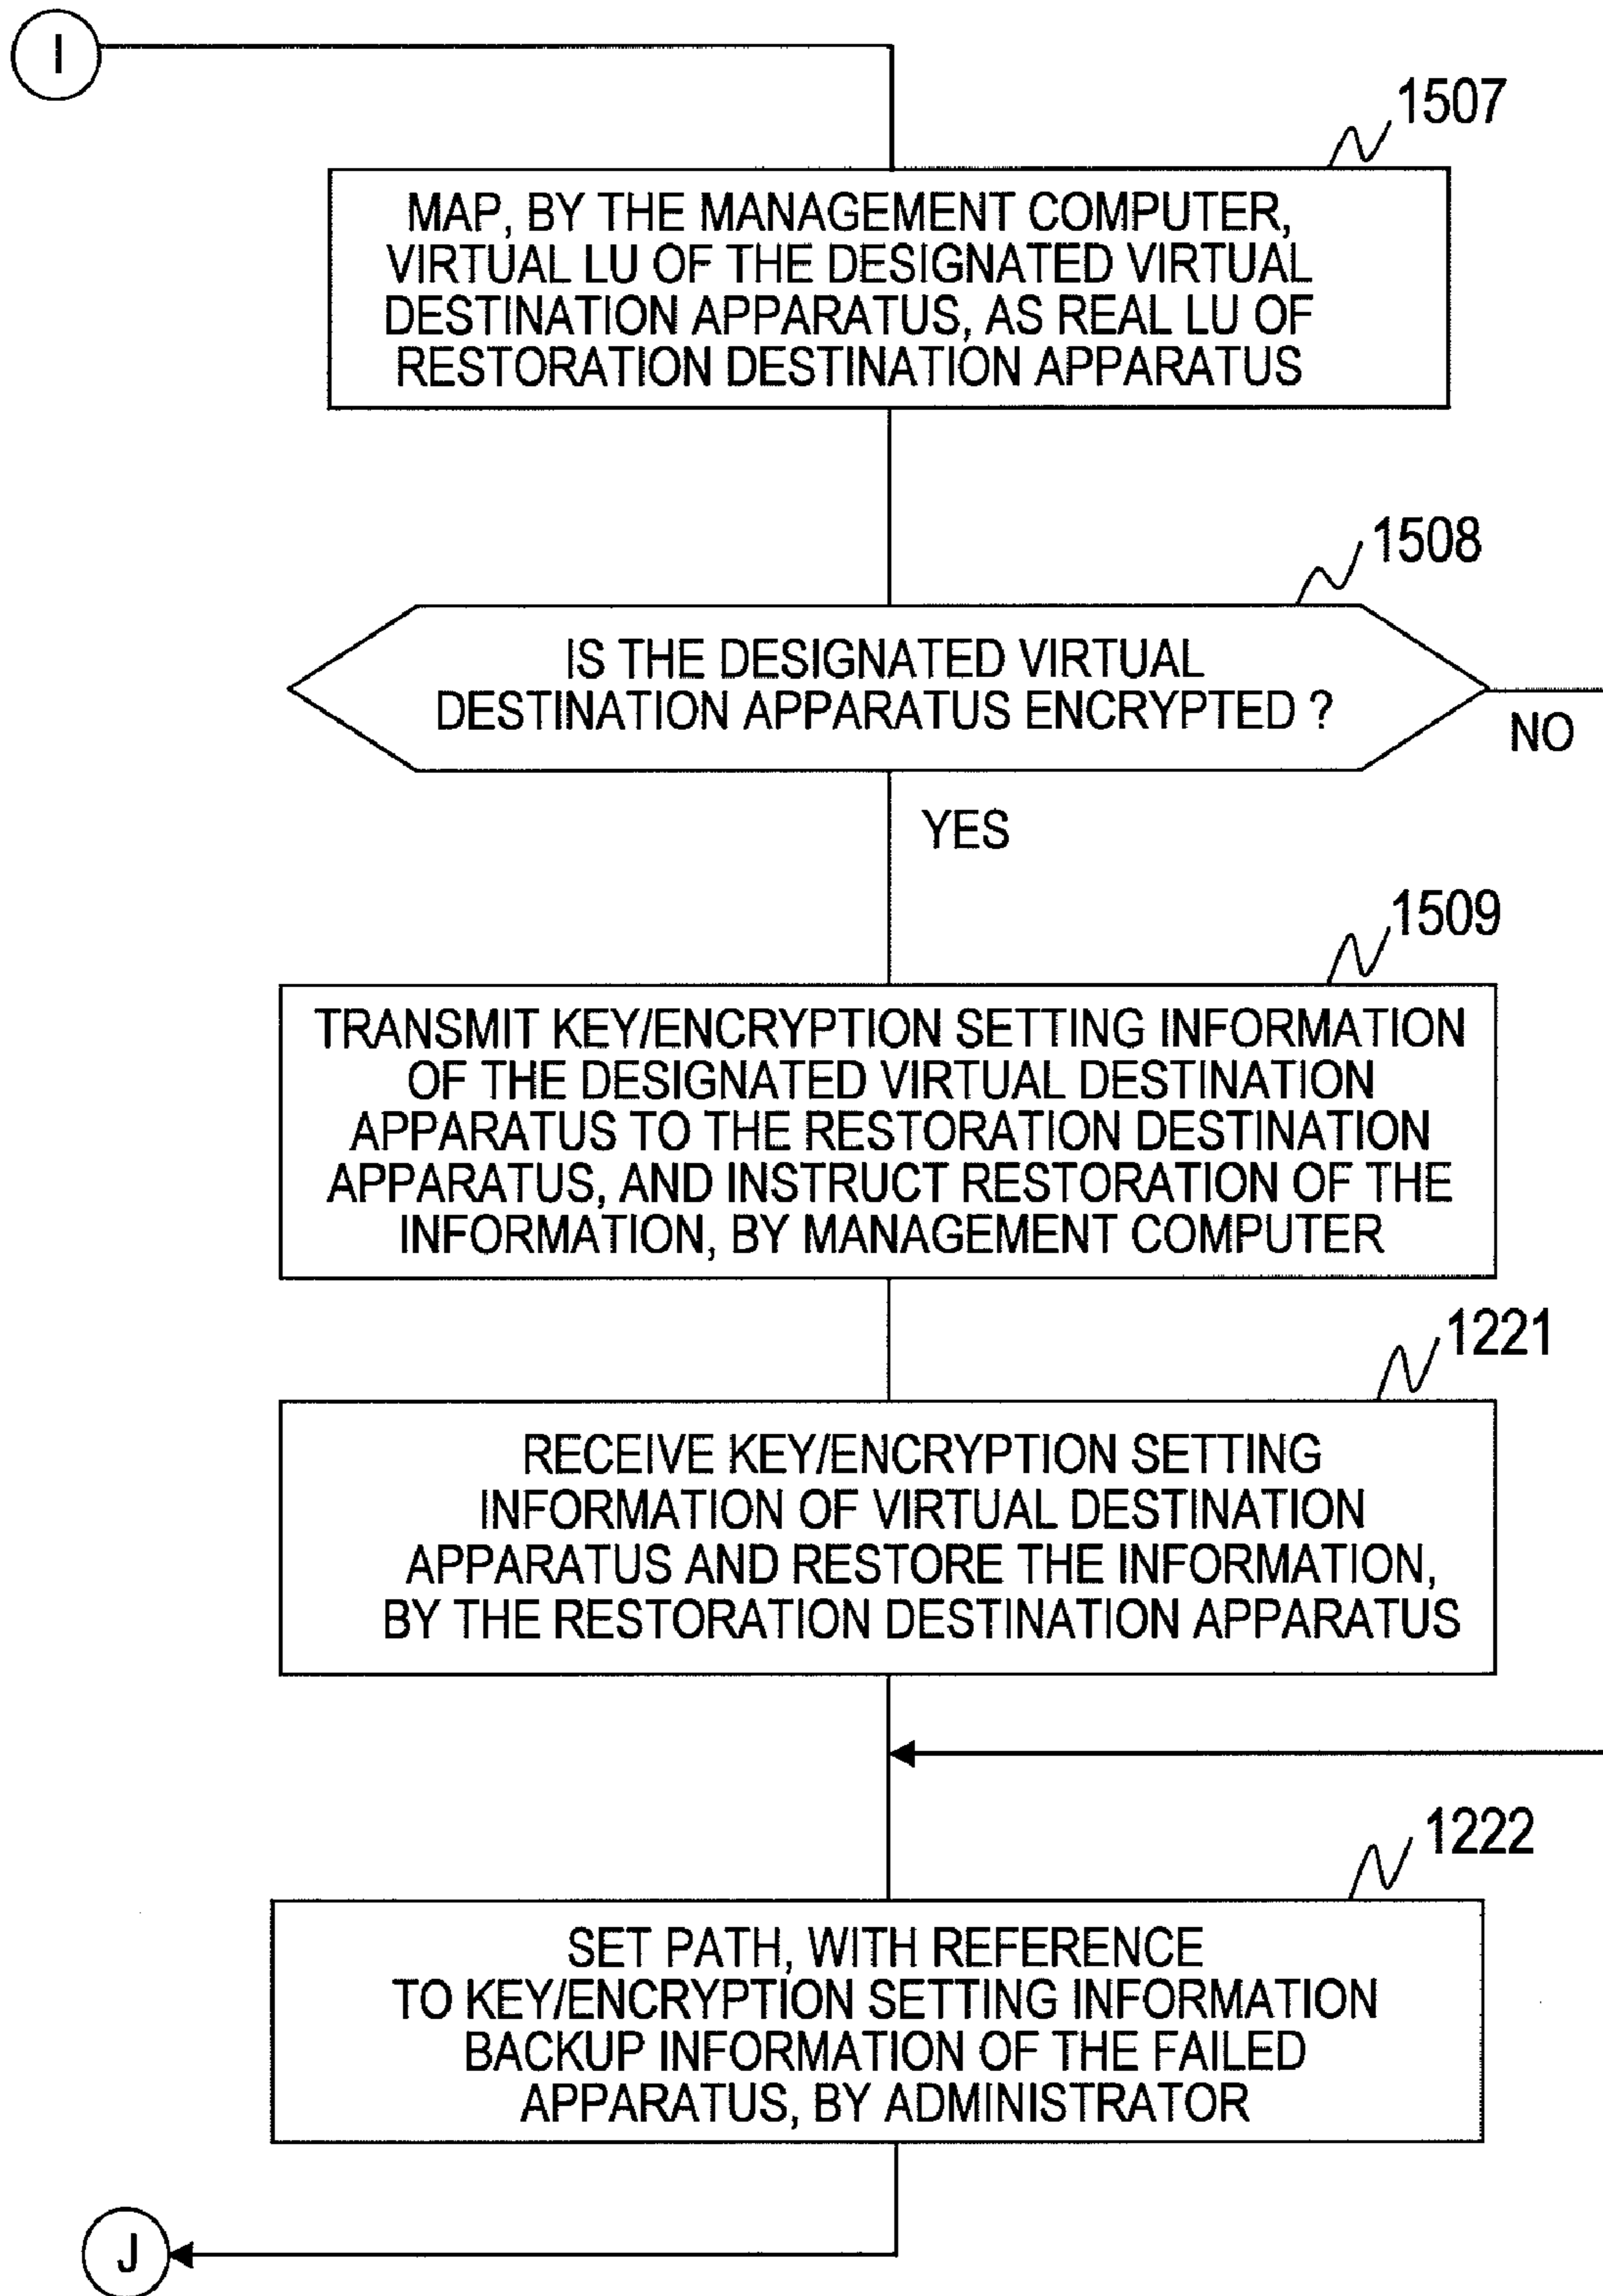 I
1507
MAP, BY THE MANAGEMENT COMPUTER,
VIRTUAL LU OF THE DESIGNATED VIRTUAL
DESTINATION APPARATUS, AS REAL LU OF
RESTORATION DESTINATION APPARATUS
1508
IS THE DESIGNATED VIRTUAL
DESTINATION APPARATUS ENCRYPTED ?
NO
YES
1509
TRANSMIT KEY/ENCRYPTION SETTING INFORMATION
OF THE DESIGNATED VIRTUAL DESTINATION
APPARATUS TO THE RESTORATION DESTINATION
APPARATUS, AND INSTRUCT RESTORATION OF THE
INFORMATION, BY MANAGEMENT COMPUTER
1221
RECEIVE KEY/ENCRYPTION SETTING
INFORMATION OF VIRTUAL DESTINATION
APPARATUS AND RESTORE THE INFORMATION,
BY THE RESTORATION DESTINATION APPARATUS
1222
SET PATH, WITH REFERENCE
TO KEY/ENCRYPTION SETTING INFORMATION
BACKUP INFORMATION OF THE FAILED
APPARATUS, BY ADMINISTRATOR
J